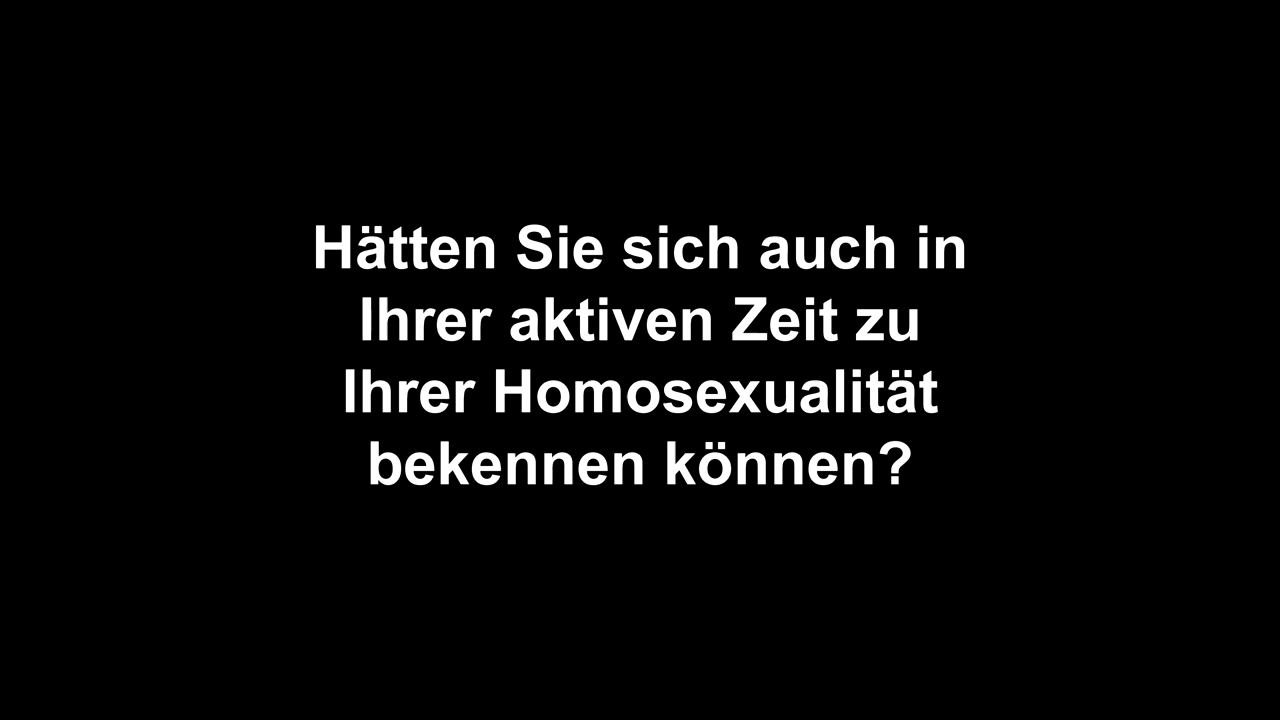 Hätten Sie sich auch in
Ihrer aktiven Zeit zu
Ihrer Homosexualität
bekennen können?